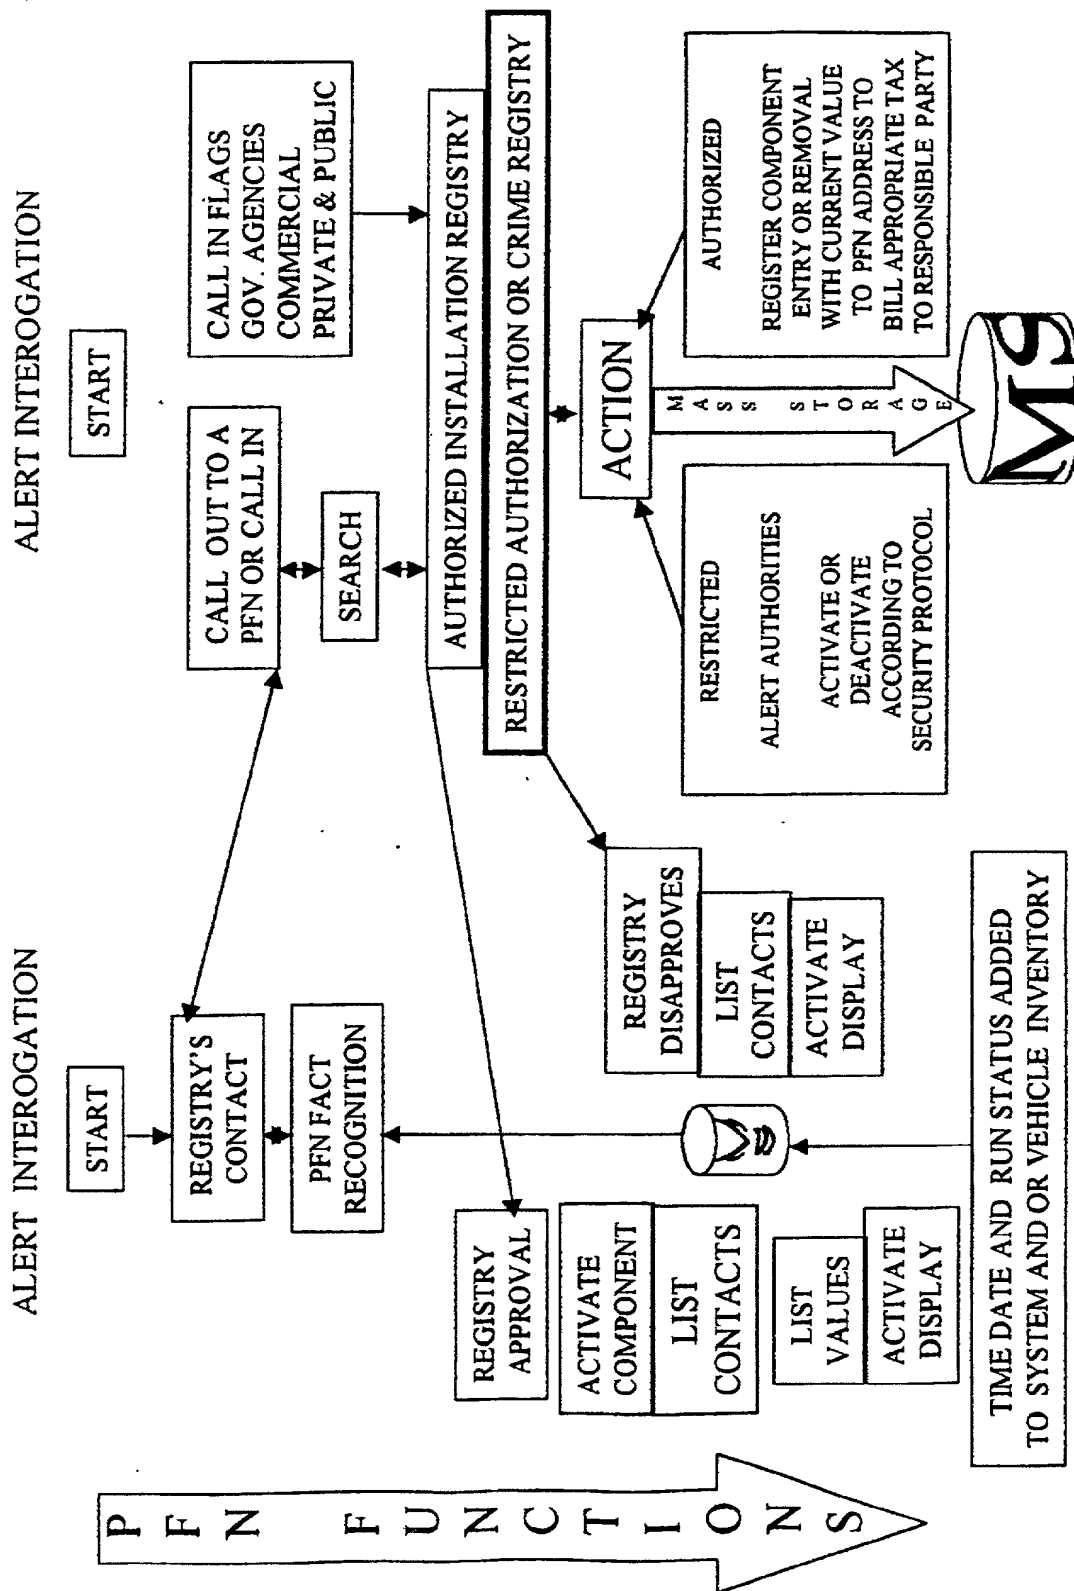 ALERT INTEROGATION
START
REGISTRY'S
CONTACT
PFN FACT
RECOGNITION
REGISTRY
APPROVAL
ACTIVATE
COMPONENT
LIST
CONTACTS
LIST
VALUES
ACTIVATE
DISPLAY
REGISTRY
DISAPPROVES
LIST
CONTACTS
ACTIVATE
DISPLAY
TIME DATE AND RUN STATUS ADDED
TO SYSTEM AND OR VEHICLE INVENTORY
PFN FUNCTIONS
ALERT INTEROGATION
START
CALL OUT TO A
PFN OR CALL IN
SEARCH
CALL IN FLAGS
GOV. AGENCIES
COMMERCIAL
PRIVATE & PUBLIC
AUTHORIZED INSTALLATION REGISTRY
RESTRICTED AUTHORIZATION OR CRIME REGISTRY
ACTION
RESTRICTED
ALERT AUTHORITIES
ACTIVATE OR
DEACTIVATE
ACCORDING TO
SECURITY PROTOCOL
MASS STORAGE
AUTHORIZED
REGISTER COMPONENT
ENTRY OR REMOVAL
WITH CURRENT VALUE
TO PFN ADDRESS TO
BILL APPROPRIATE TAX
TO RESPONSIBLE PARTY
MS